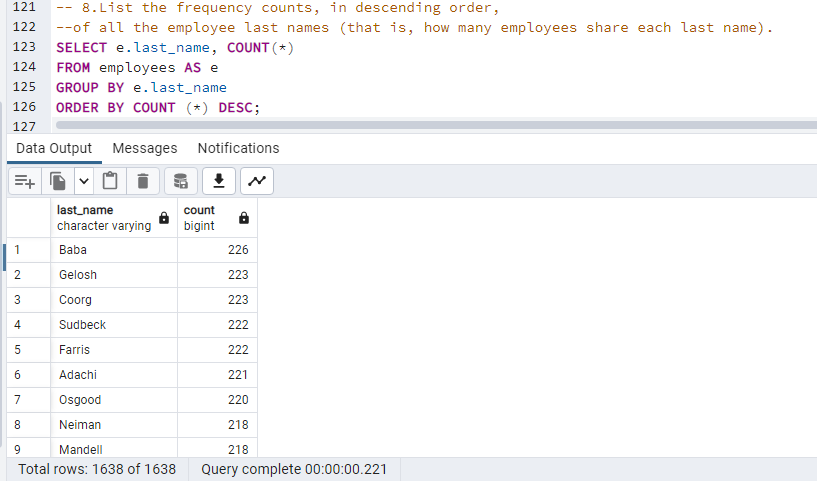 121 -- 8.List the frequency counts, in descending order,
122 --of all the employee last names (that is, how many employees share each last name).
123 SELECT e.last_name, COUNT(*)
124 FROM employees AS e
125 GROUP BY e.last_name
126 ORDER BY COUNT (*) DESC;
127
Data Output Messages Notifications
last_name count
character varying bigint
1 Baba 226
2 Gelosh 223
3 Coorg 223
4 Sudbeck 222
5 Farris 222
6 Adachi 221
7 Osgood 220
8 Neiman 218
9 Mandell 218
Total rows: 1638 of 1638 Query complete 00:00:00.221